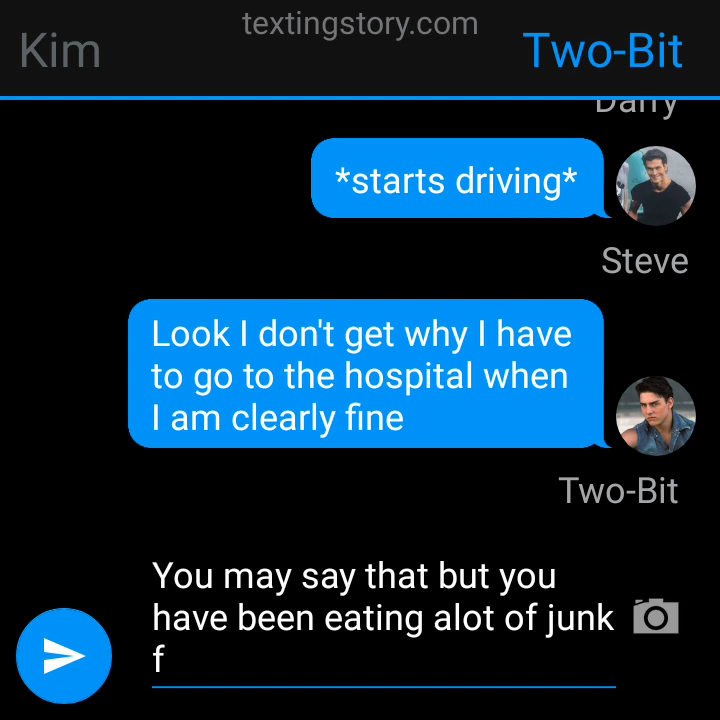 textingstory.com
Kim
Two-Bit
Darry
*starts driving*
Steve
Look I don't get why I have
to go to the hospital when
I am clearly fine
Two-Bit
You may say that but you
have been eating alot of junk
f